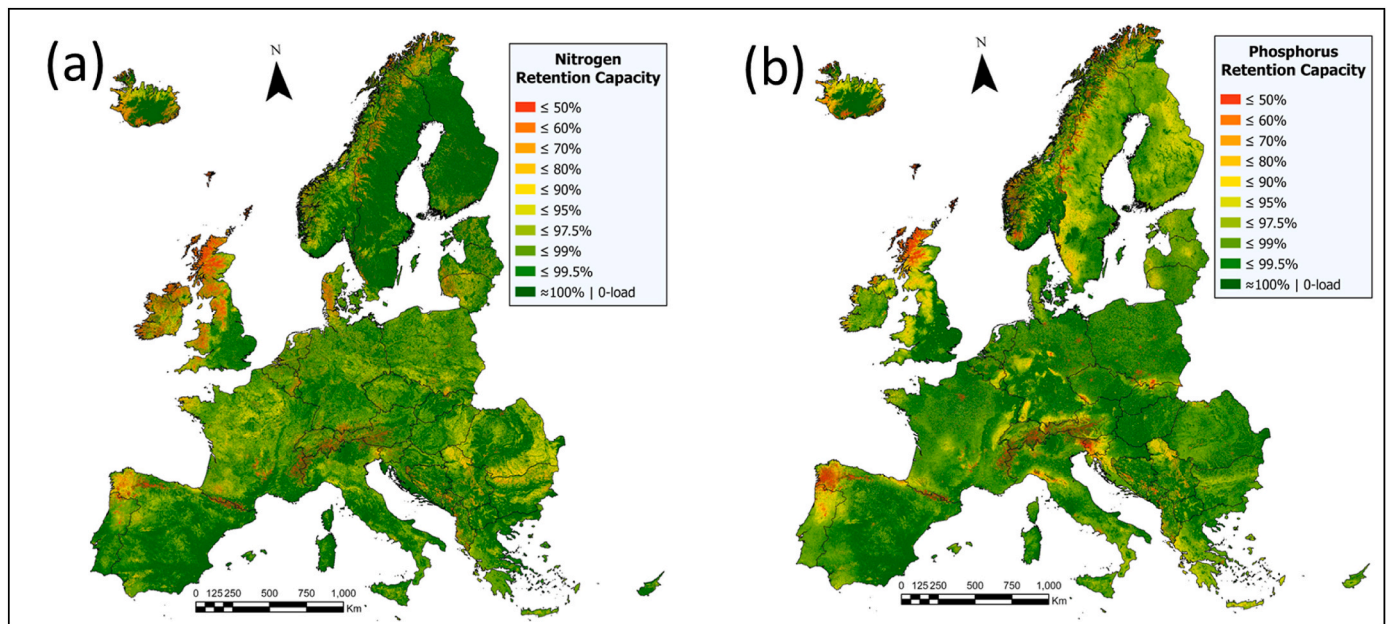 (a)
N
Nitrogen
Retention Capacity
≤ 50%
≤ 60%
≤ 70%
≤ 80%
≤ 90%
≤ 95%
≤ 97.5%
≤ 99%
≤ 99.5%
≈100% | 0-load
0 125 250 500 750 1,000
Km
(b)
N
Phosphorus
Retention Capacity
≤ 50%
≤ 60%
≤ 70%
≤ 80%
≤ 90%
≤ 95%
≤ 97.5%
≤ 99%
≤ 99.5%
≈100% | 0-load
0 125 250 500 750 1,000
Km